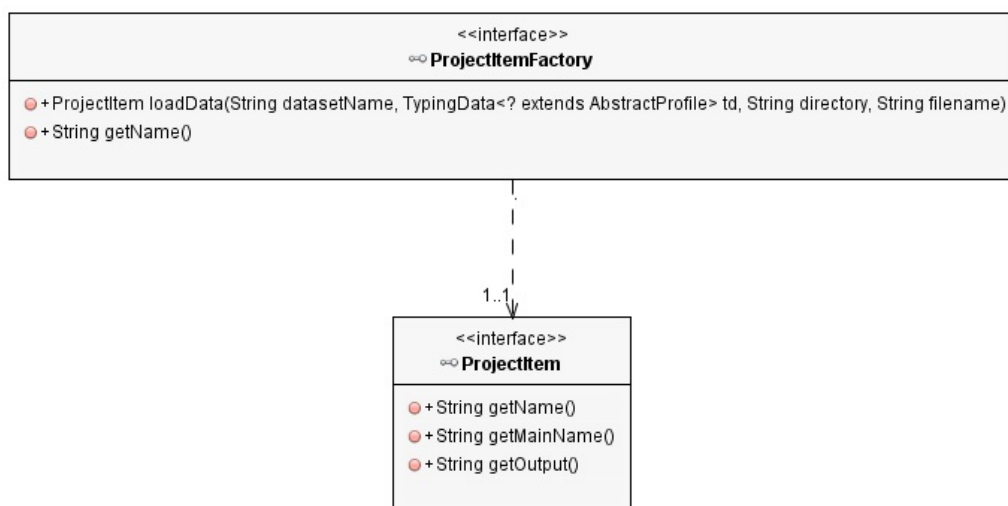 <<interface>>
ProjectItemFactory
+ProjectItem loadData(String datasetName, TypingData<? extends AbstractProfile> td, String directory, String filename)
+String getName()
1..1
<<interface>>
ProjectItem
+String getName()
+String getMainName()
+String getOutput()